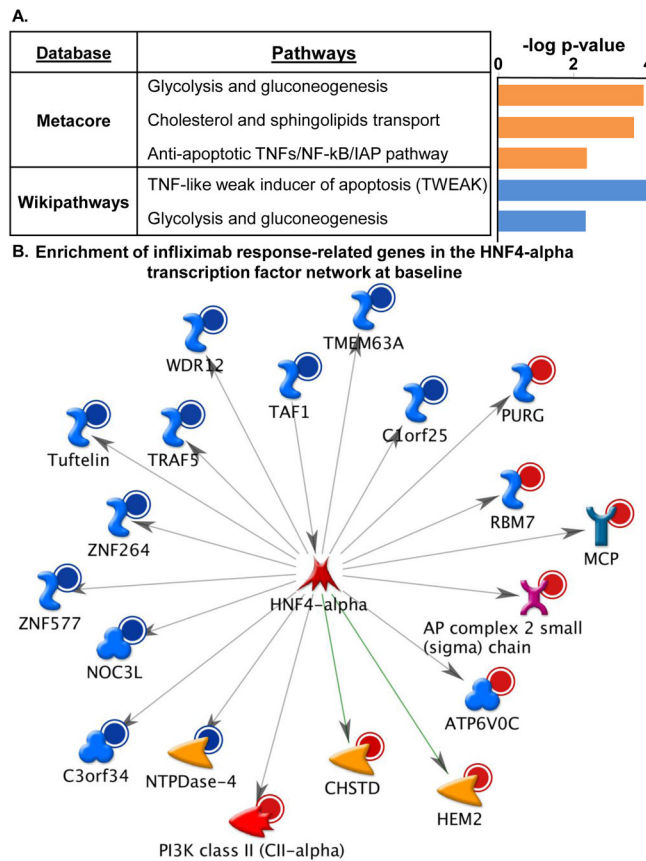 A.
Database
Pathways
-log p-value
0
2
4
Metacore
Glycolysis and gluconeogenesis
Cholesterol and sphingolipids transport
Anti-apoptotic TNFs/NF-kB/IAP pathway
Wikipathways
TNF-like weak inducer of apoptosis (TWEAK)
Glycolysis and gluconeogenesis
B. Enrichment of infliximab response-related genes in the HNF4-alpha
transcription factor network at baseline
TMEM63A
WDR12
TAF1
C1orf25
PURG
Tuftelin
TRAF5
RBM7
MCP
ZNF264
HNF4-alpha
ZNF577
AP complex 2 small
(sigma) chain
NOC3L
ATP6V0C
C3orf34
NTPDase-4
CHSTD
HEM2
PI3K class II (CII-alpha)